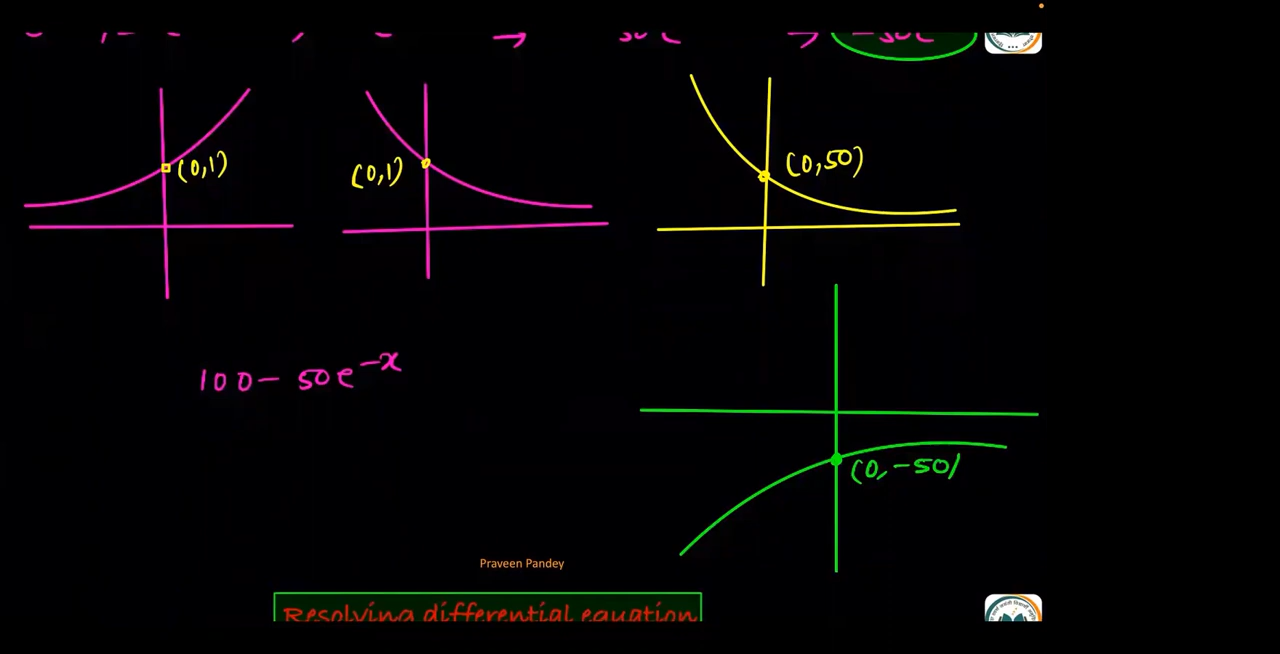 (0,1)
(0,1)
(0,50)
100 - 50e^-x
(0,-50)
Praveen Pandey
Resolving differential equation